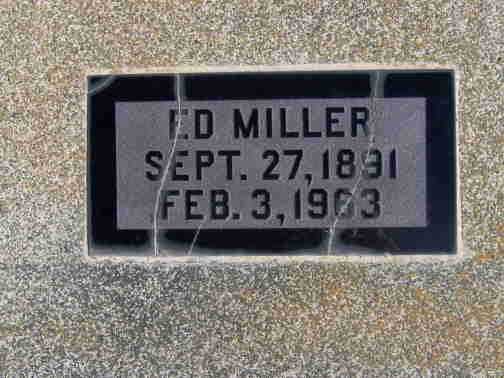 ED MILLER
SEPT. 27, 1891
FEB. 3, 1963